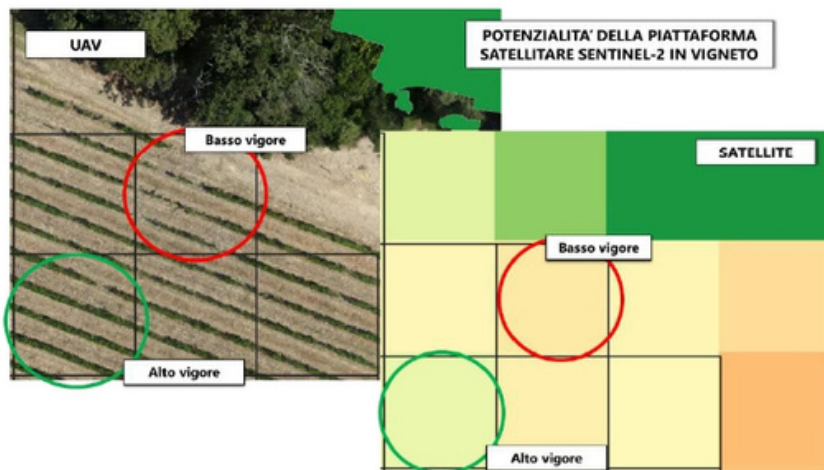 UAV
POTENZIALITA' DELLA PIATTAFORMA
SATELLITARE SENTINEL-2 IN VIGNETO
Basso vigore
SATELLITE
Basso vigore
Alto vigore
Alto vigore